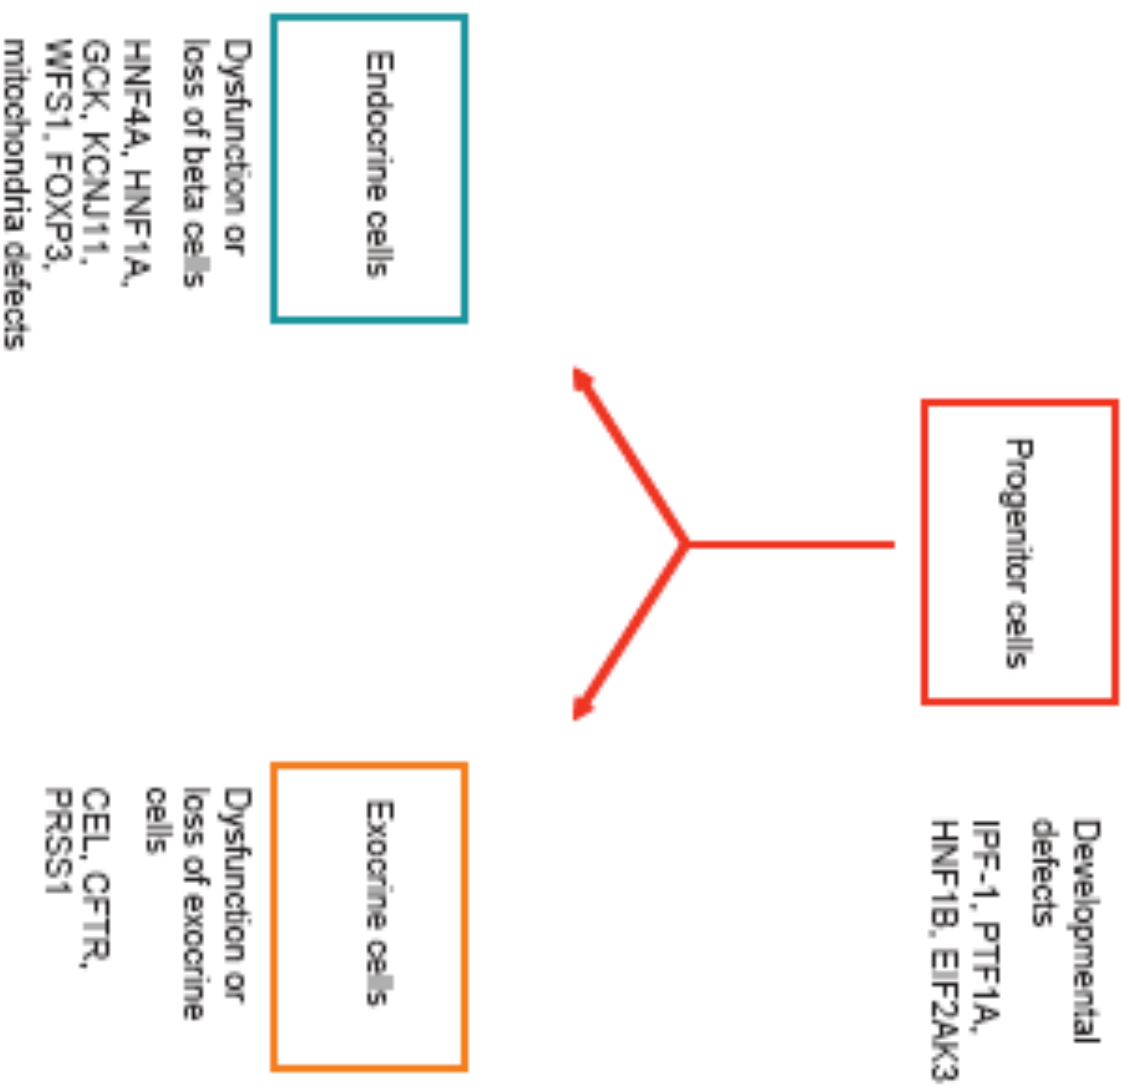 Progenitor cells
Developmental
defects
IPF-1, PTF1A,
HNF1B, EIF2AK3
Endocrine cells
Dysfunction or
loss of beta cells
HNF4A, HNF1A,
GCK, KCNJ11,
WFS1, FOXP3,
mitochondria defects
Exocrine cells
Dysfunction or
loss of exocrine
cells
CEL, CFTR,
PRSS1